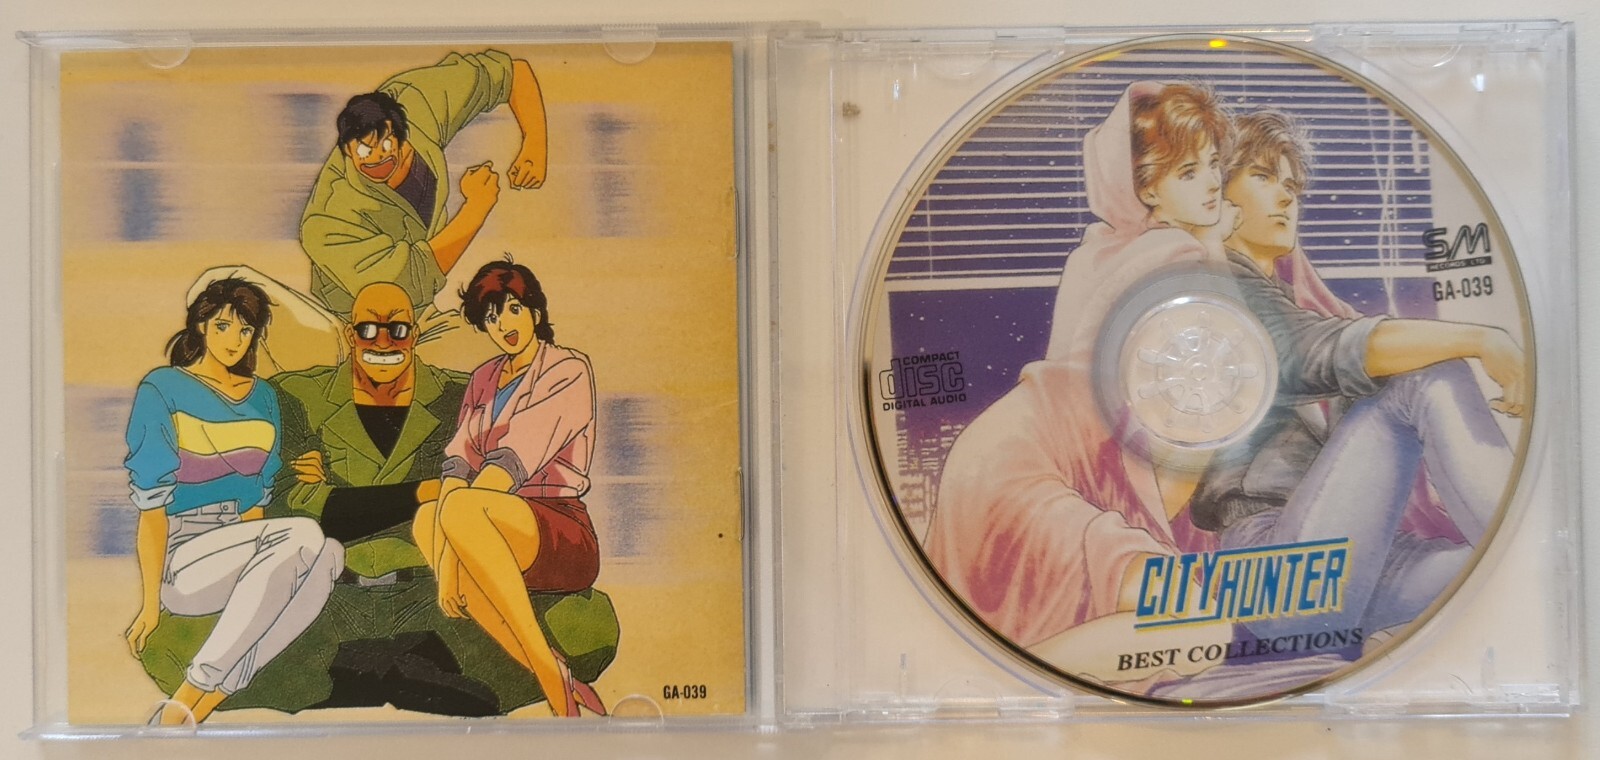 GA-039
S/M
RECORDS LTD
GA-039
COMPACT
disc
DIGITAL AUDIO
CITY HUNTER
BEST COLLECTIONS